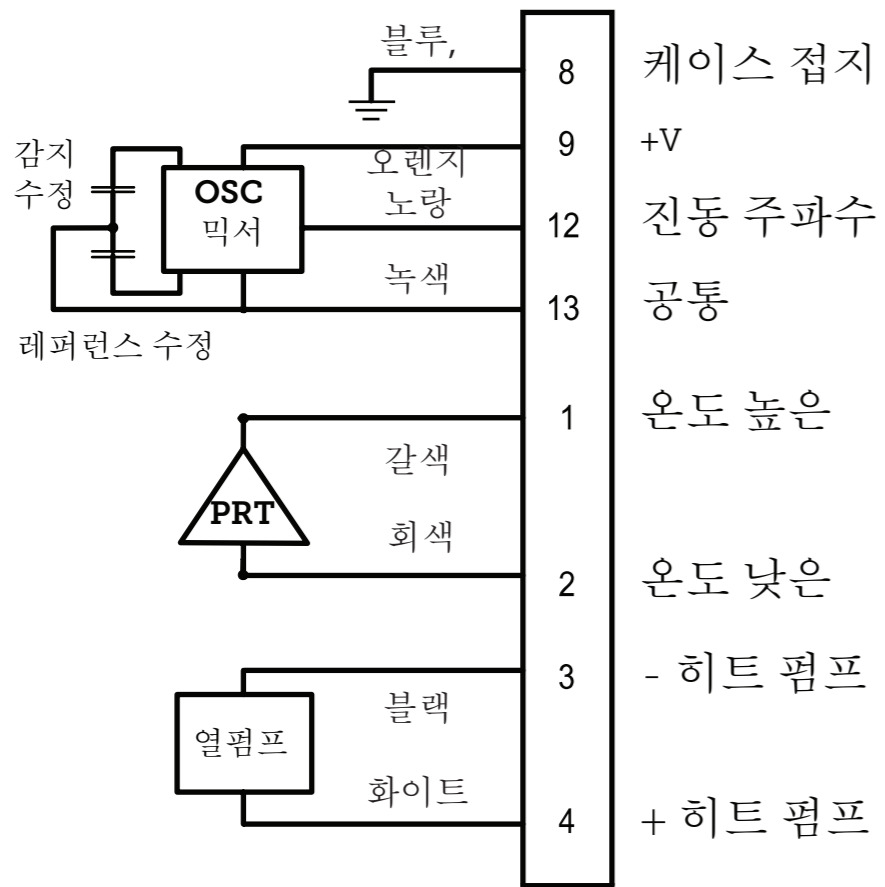 블루,
8 케이스 접지
9 +V
감지
수정
오렌지
OSC
믹서
노랑
12 진동 주파수
녹색
13 공통
레퍼런스 수정
1 온도 높은
갈색
PRT
회색
2 온도 낮은
3 - 히트 펌프
블랙
열펌프
화이트
4 + 히트 펌프